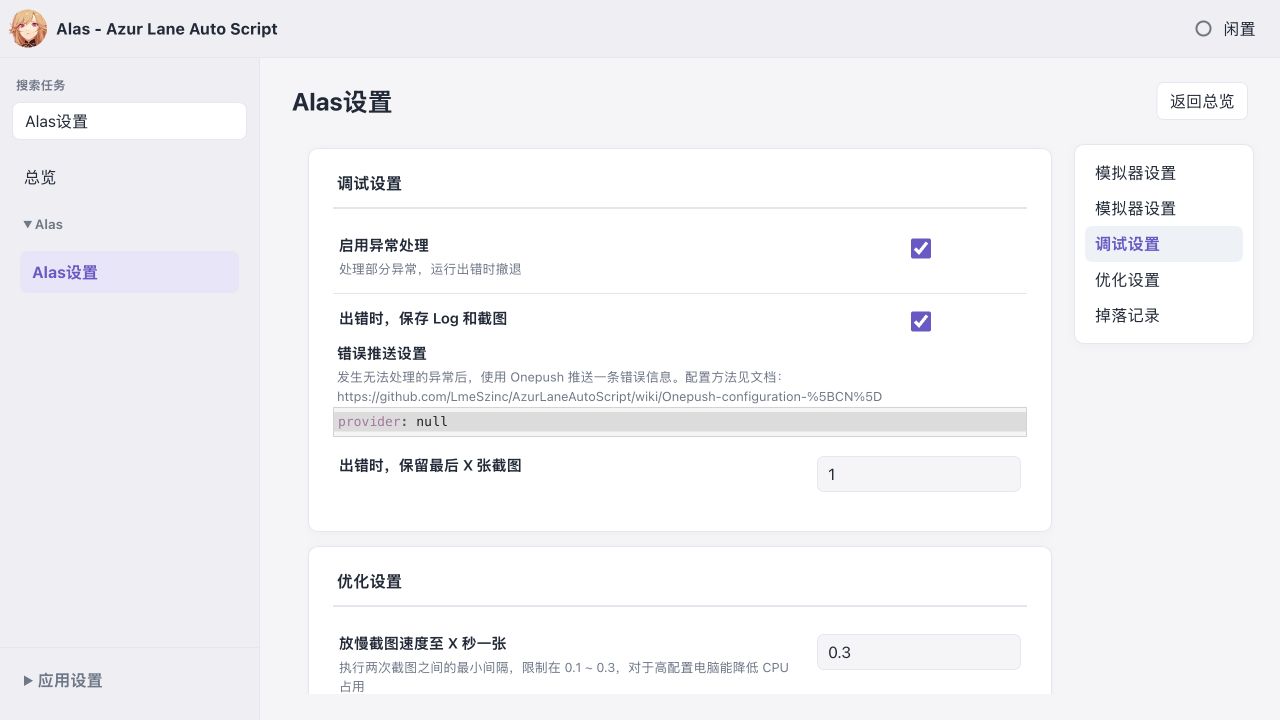 Alas - Azur Lane Auto Script
闲置
搜索任务
Alas设置
总览
Alas
Alas设置
应用设置
Alas设置
返回总览
调试设置
启用异常处理
处理部分异常，运行出错时撤退
出错时，保存 Log 和截图
错误推送设置
发生无法处理的异常后，使用 Onepush 推送一条错误信息。配置方法见文档：
https://github.com/LmeSzinc/AzurLaneAutoScript/wiki/Onepush-configuration-%5BCN%5D
provider: null
出错时，保留最后 X 张截图
1
优化设置
放慢截图速度至 X 秒一张
执行两次截图之间的最小间隔，限制在 0.1 ~ 0.3，对于高配置电脑能降低 CPU
占用
0.3
模拟器设置
模拟器设置
调试设置
优化设置
掉落记录